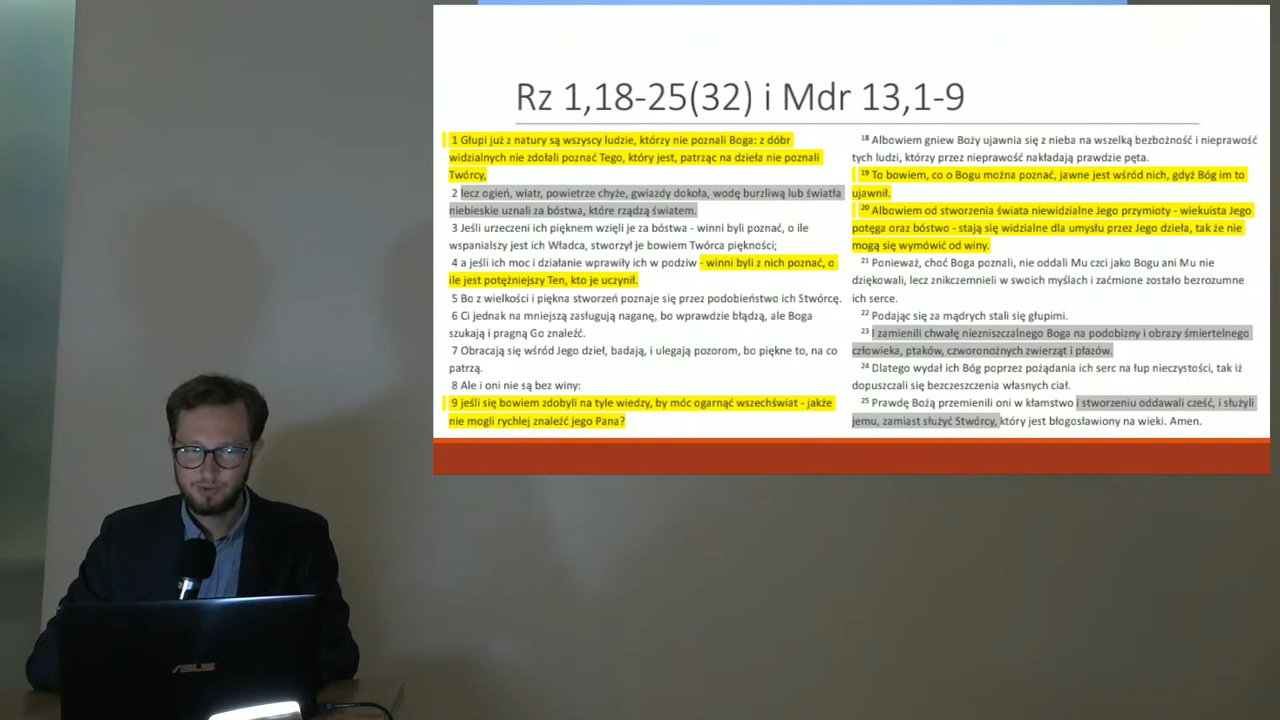 Rz 1,18-25(32) i Mdr 13,1-9
1 Głupi już z natury są wszyscy ludzie, którzy nie poznali Boga: z dóbr
widzialnych nie zdołali poznać Tego, który jest, patrząc na dzieła nie poznali
Twórcy,
2 lecz ogień, wiatr, powietrze chyże, gwiazdy dokoła, wodę burzliwą lub światła
niebieskie uznali za bóstwa, które rządzą światem.
3 Jeśli urzeczeni ich pięknem wzięli je za bóstwa - winni byli poznać, o ile
wspanialszy jest ich Władca, stworzył je bowiem Twórca piękności;
4 a jeśli ich moc i działanie wprawiły ich w podziw - winni byli z nich poznać, o
ile jest potężniejszy Ten, kto je uczynił.
5 Bo z wielkości i piękna stworzeń poznaje się przez podobieństwo ich Stwórcę.
6 Ci jednak na mniejszą zasługują naganę, bo wprawdzie błądzą, ale Boga
szukają i pragną Go znaleźć.
7 Obracają się wśród Jego dzieł, badają, i ulegają pozorom, bo piękne to, na co
patrzą.
8 Ale i oni nie są bez winy:
9 jeśli się bowiem zdobyli na tyle wiedzy, by móc ogarnąć wszechświat - jakże
nie mogli rychlej znaleźć jego Pana?
18 Albowiem gniew Boży ujawnia się z nieba na wszelką bezbożność i nieprawość
tych ludzi, którzy przez nieprawość nakładają prawdzie pęta.
19 To bowiem, co o Bogu można poznać, jawne jest wśród nich, gdyż Bóg im to
ujawnił.
20 Albowiem od stworzenia świata niewidzialne Jego przymioty - wiekuista Jego
potęga oraz bóstwo - stają się widzialne dla umysłu przez Jego dzieła, tak że nie
mogą się wymówić od winy.
21 Ponieważ, choć Boga poznali, nie oddali Mu czci jako Bogu ani Mu nie
dziękowali, lecz znikczemnieli w swoich myślach i zaćmione zostało bezrozumne
ich serce.
22 Podając się za mądrych stali się głupimi.
23 I zamienili chwałę niezniszczalnego Boga na podobizny i obrazy śmiertelnego
człowieka, ptaków, czworonożnych zwierząt i płazów.
24 Dlatego wydał ich Bóg poprzez pożądania ich serc na łup nieczystości, tak iż
dopuszczali się bezczeszczenia własnych ciał.
25 Prawdę Bożą przemienili oni w kłamstwo i stworzeniu oddawali cześć, i służyli
jemu, zamiast służyć Stwórcy, który jest błogosławiony na wieki. Amen.
ASUS